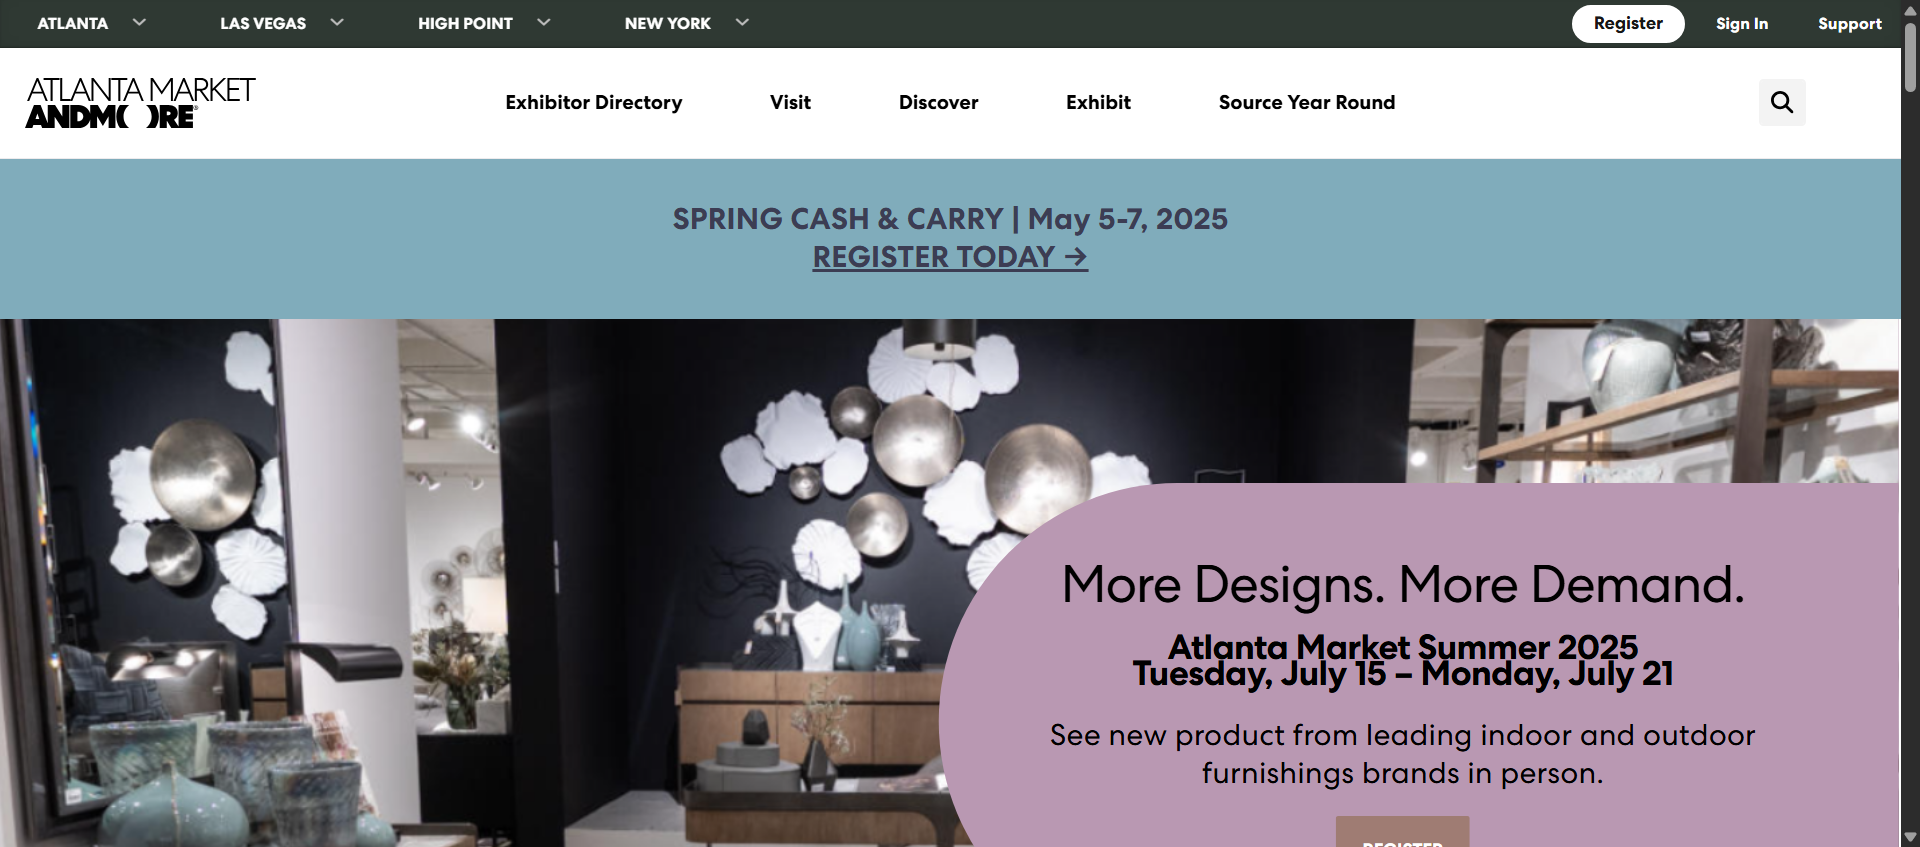 ATLANTA LAS VEGAS HIGH POINT NEW YORK Register Sign In Support
ATLANTA MARKET
ANDMORE®
Exhibitor Directory Visit Discover Exhibit Source Year Round
SPRING CASH & CARRY | May 5-7, 2025
REGISTER TODAY →
More Designs. More Demand.
Atlanta Market Summer 2025
Tuesday, July 15 – Monday, July 21
See new product from leading indoor and outdoor
furnishings brands in person.
REGISTER